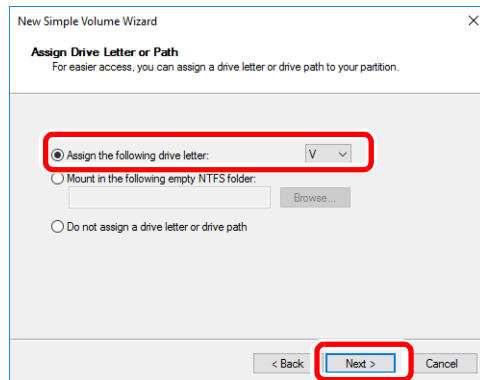 New Simple Volume Wizard
Assign Drive Letter or Path
For easier access, you can assign a drive letter or drive path to your partition.
Assign the following drive letter: V
Mount in the following empty NTFS folder:
Browse...
Do not assign a drive letter or drive path
< Back Next > Cancel